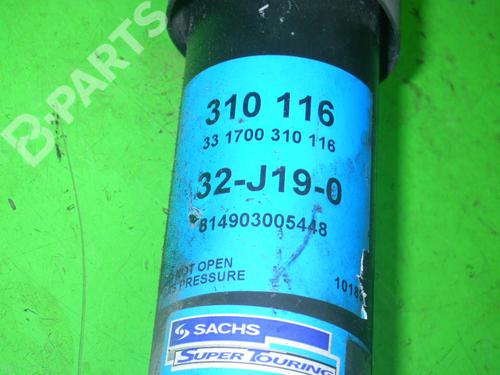 B-PARTS
310 116
33 1700 310 116
32-J19-0
814903005448
NOT OPEN
PRESSURE
SACHS
SUPER TOURING